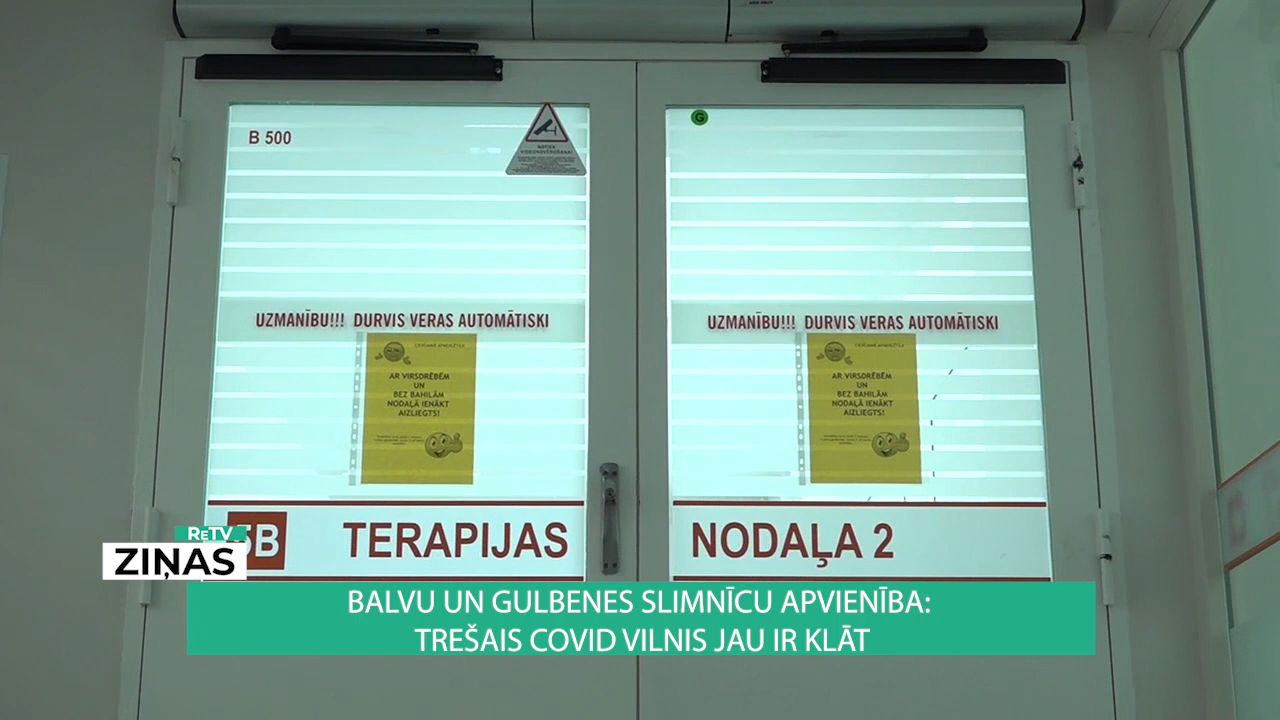 B 500
NOTIEK
VIDEONOVĒROŠANA!
G
UZMANĪBU!!! DURVIS VERAS AUTOMĀTISKI
UZMANĪBU!!! DURVIS VERAS AUTOMĀTISKI
AR VIRSDRĒBĒM
UN
BEZ BAHILĀM
NODAĻĀ IENĀKT
AIZLIEGTS!
AR VIRSDRĒBĒM
UN
BEZ BAHILĀM
NODAĻĀ IENĀKT
AIZLIEGTS!
B TERAPIJAS
NODAĻA 2
RETV
ZIŅAS
BALVU UN GULBENES SLIMNĪCU APVIENĪBA:
TREŠAIS COVID VILNIS JAU IR KLĀT